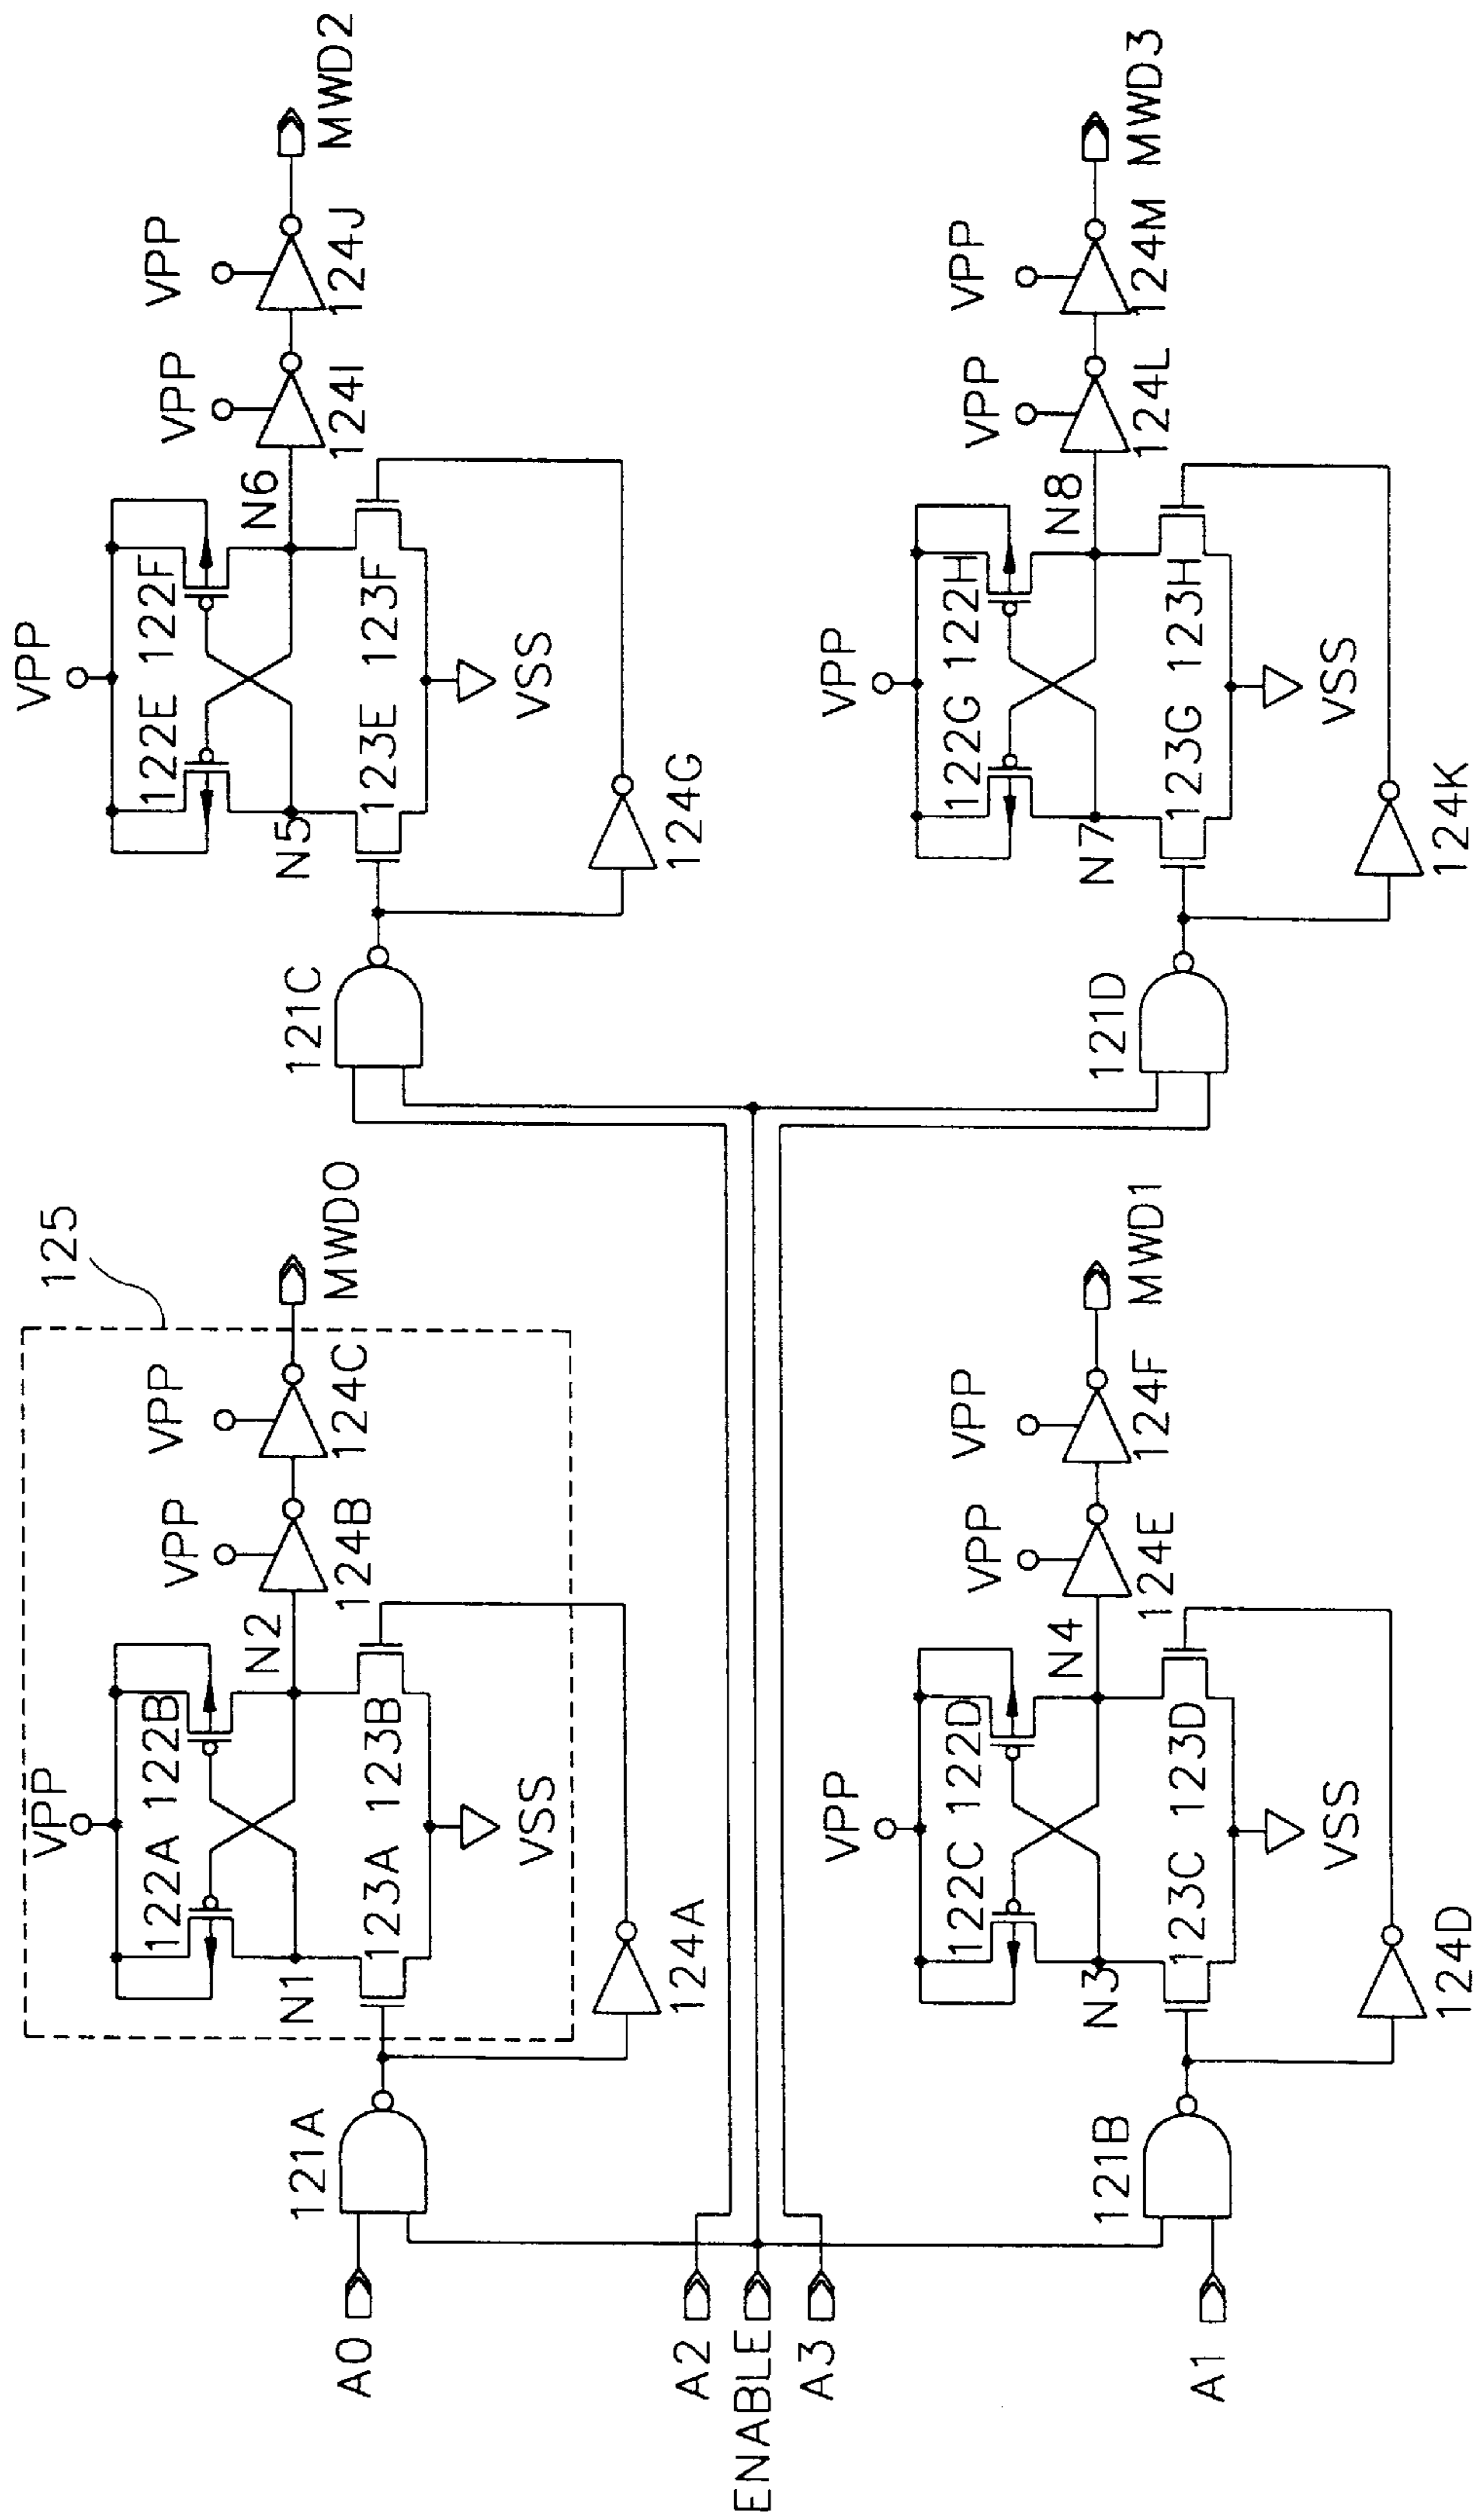 125
VPP
122A 122B
N1
N2
123A 123B
VSS
VPP
124B
VPP
124C
MWD0
121A
124A
A0
A2
ENABLE
A3
A1
VPP
122E 122F
N5
N6
123E 123F
VSS
VPP
124I
VPP
124J
MWD2
121C
124G
VPP
122C 122D
N3
N4
123C 123D
VSS
VPP
124E
VPP
124F
MWD1
121B
124D
VPP
122G 122H
N7
N8
123G 123H
VSS
VPP
124L
VPP
124M
MWD3
121D
124K